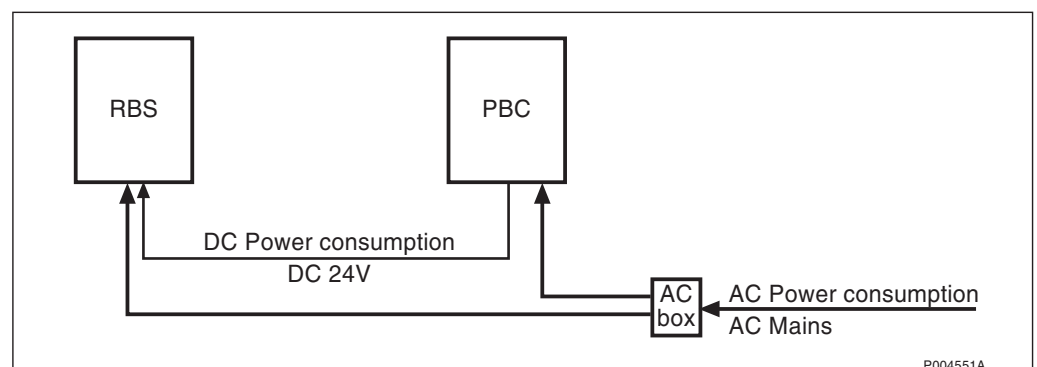 RBS
PBC
DC Power consumption
DC 24V
AC
box
AC Power consumption
AC Mains
P004551A